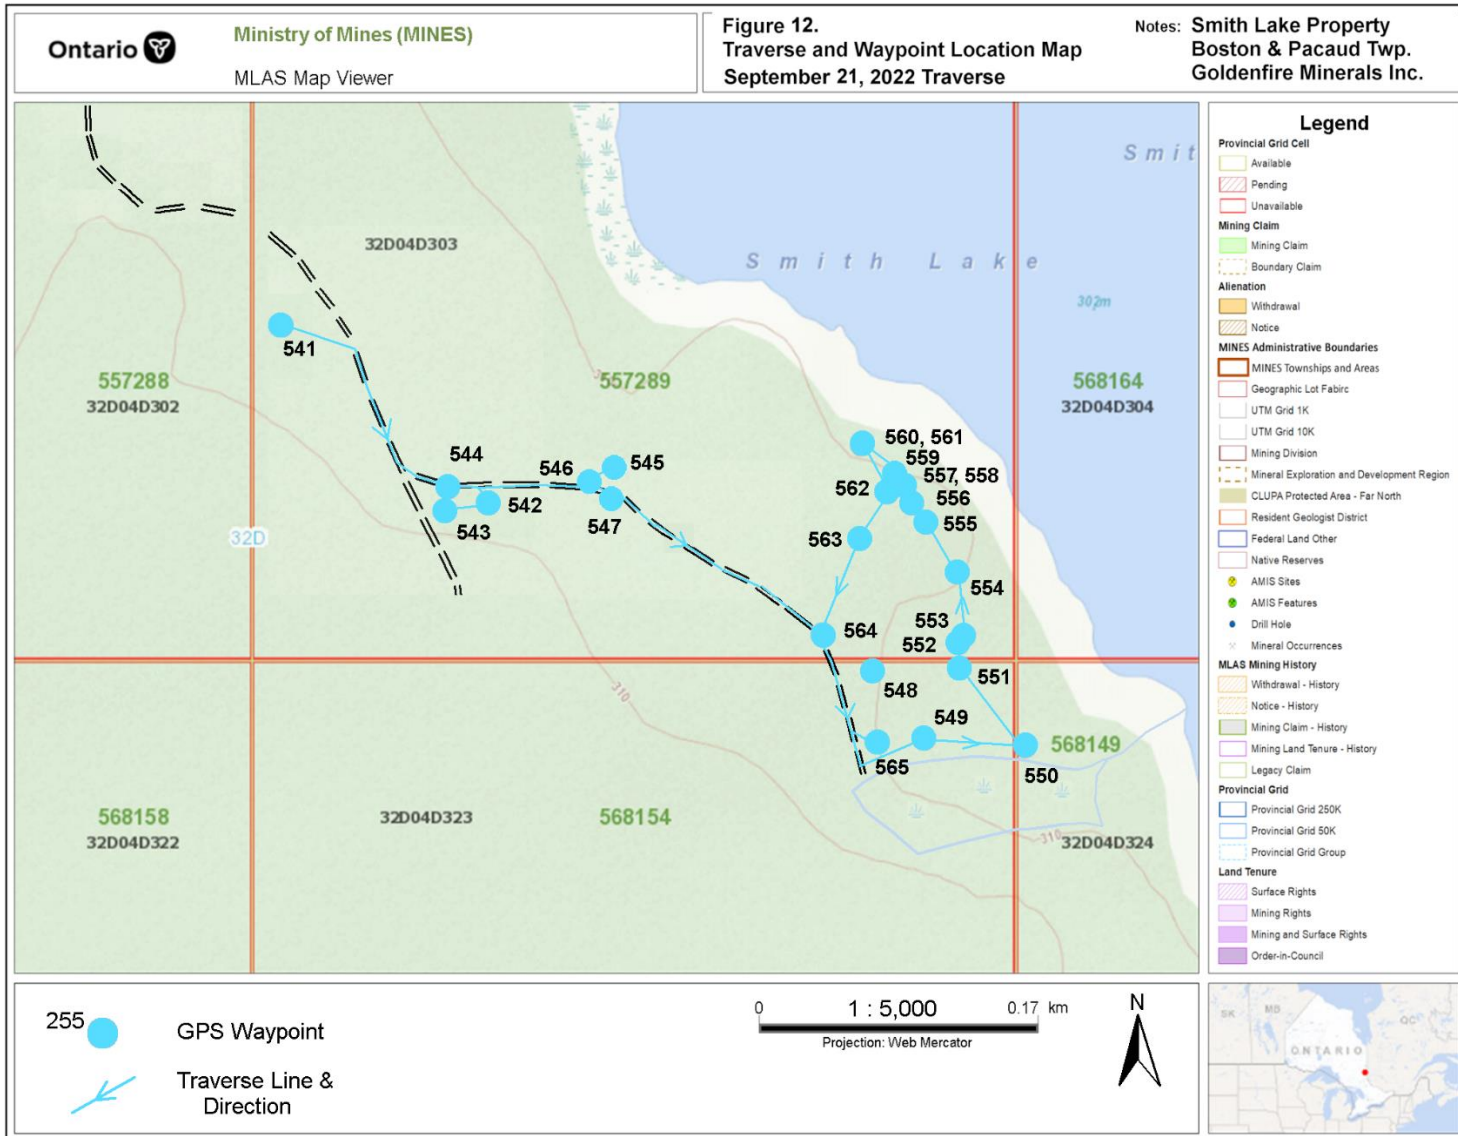 Ontario
Ministry of Mines (MINES)
MLAS Map Viewer
Figure 12.
Traverse and Waypoint Location Map
September 21, 2022 Traverse
Notes: Smith Lake Property
Boston & Pacaud Twp.
Goldenfire Minerals Inc.
Smit
32D04D303
Smith Lake
302m
541
557288
32D04D302
557289
568164
32D04D304
560, 561
559
557, 558
562
556
555
544
546
545
542
547
543
563
32D
554
553
564
552
551
548
310
549
568149
565
550
568158
32D04D322
32D04D323
568154
310
32D04D324
Legend
Provincial Grid Cell
Available
Pending
Unavailable
Mining Claim
Mining Claim
Boundary Claim
Alienation
Withdrawal
Notice
MINES Administrative Boundaries
MINES Townships and Areas
Geographic Lot Fabirc
UTM Grid 1K
UTM Grid 10K
Mining Division
Mineral Exploration and Development Region
CLUPA Protected Area - Far North
Resident Geologist District
Federal Land Other
Native Reserves
AMIS Sites
AMIS Features
Drill Hole
Mineral Occurrences
MLAS Mining History
Withdrawal - History
Notice - History
Mining Claim - History
Mining Land Tenure - History
Legacy Claim
Provincial Grid
Provincial Grid 250K
Provincial Grid 50K
Provincial Grid Group
Land Tenure
Surface Rights
Mining Rights
Mining and Surface Rights
Order-in-Council
255
GPS Waypoint
Traverse Line &
Direction
0 1 : 5,000 0.17 km
Projection: Web Mercator
N
SK
MB
ONTARIO
QC